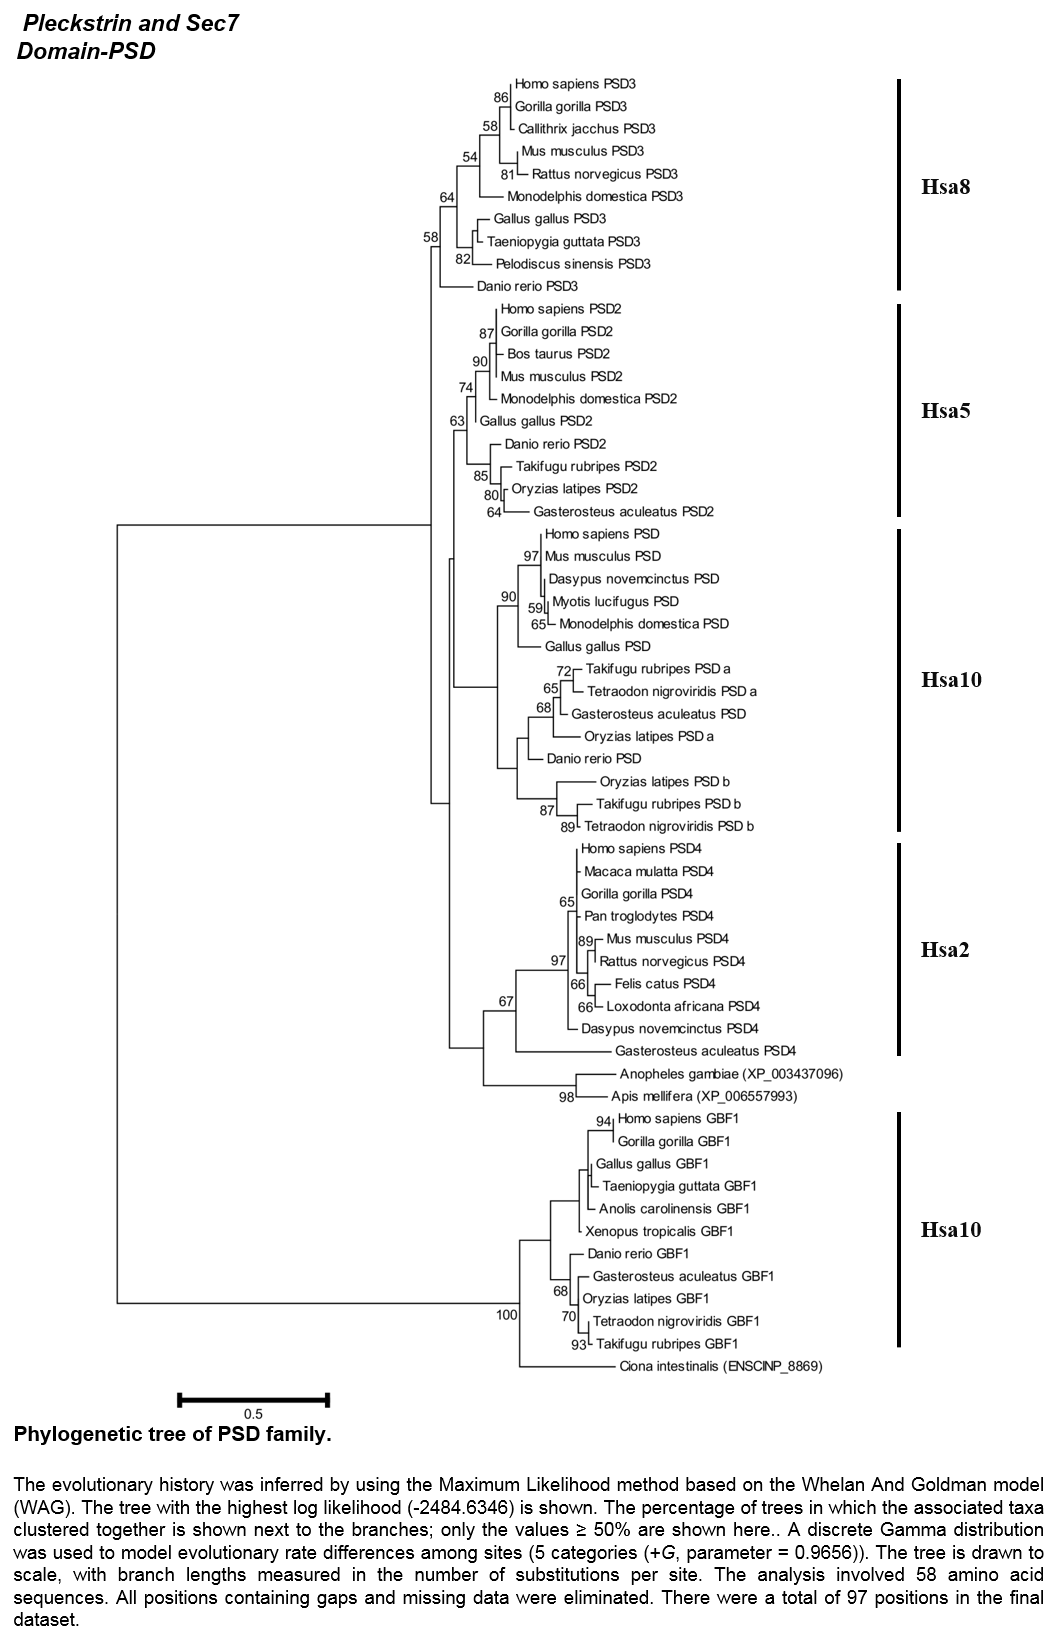 Pleckstrin and Sec7
Domain-PSD
Homo sapiens PSD3
86
Gorilla gorilla PSD3
58
Callithrix jacchus PSD3
Mus musculus PSD3
54
81
Rattus norvegicus PSD3
Hsa8
64
Monodelphis domestica PSD3
Gallus gallus PSD3
58
Taeniopygia guttata PSD3
82
Pelodiscus sinensis PSD3
Danio rerio PSD3
Homo sapiens PSD2
87
Gorilla gorilla PSD2
90
Bos taurus PSD2
Mus musculus PSD2
74
Monodelphis domestica PSD2
Hsa5
63
Gallus gallus PSD2
Danio rerio PSD2
85
Takifugu rubripes PSD2
80
Oryzias latipes PSD2
64
Gasterosteus aculeatus PSD2
Homo sapiens PSD
97
Mus musculus PSD
Dasypus novemcinctus PSD
90
59
Myotis lucifugus PSD
65
Monodelphis domestica PSD
Gallus gallus PSD
72
Takifugu rubripes PSD a
Hsa10
65
Tetraodon nigroviridis PSD a
68
Gasterosteus aculeatus PSD
Oryzias latipes PSD a
Danio rerio PSD
Oryzias latipes PSD b
87
Takifugu rubripes PSD b
89
Tetraodon nigroviridis PSD b
Homo sapiens PSD4
Macaca mulatta PSD4
65
Gorilla gorilla PSD4
Pan troglodytes PSD4
89
Mus musculus PSD4
Hsa2
97
Rattus norvegicus PSD4
66
Felis catus PSD4
67
66
Loxodonta africana PSD4
Dasypus novemcinctus PSD4
Gasterosteus aculeatus PSD4
Anopheles gambiae (XP_003437096)
98
Apis mellifera (XP_006557993)
94
Homo sapiens GBF1
Gorilla gorilla GBF1
Gallus gallus GBF1
Taeniopygia guttata GBF1
Anolis carolinensis GBF1
Xenopus tropicalis GBF1
Hsa10
Danio rerio GBF1
68
Gasterosteus aculeatus GBF1
Oryzias latipes GBF1
100
70
Tetraodon nigroviridis GBF1
93
Takifugu rubripes GBF1
Ciona intestinalis (ENSCINP_8869)
0.5
Phylogenetic tree of PSD family.
The evolutionary history was inferred by using the Maximum Likelihood method based on the Whelan And Goldman model
(WAG). The tree with the highest log likelihood (-2484.6346) is shown. The percentage of trees in which the associated taxa
clustered together is shown next to the branches; only the values ≥ 50% are shown here.. A discrete Gamma distribution
was used to model evolutionary rate differences among sites (5 categories (+G, parameter = 0.9656)). The tree is drawn to
scale, with branch lengths measured in the number of substitutions per site. The analysis involved 58 amino acid
sequences. All positions containing gaps and missing data were eliminated. There were a total of 97 positions in the final
dataset.